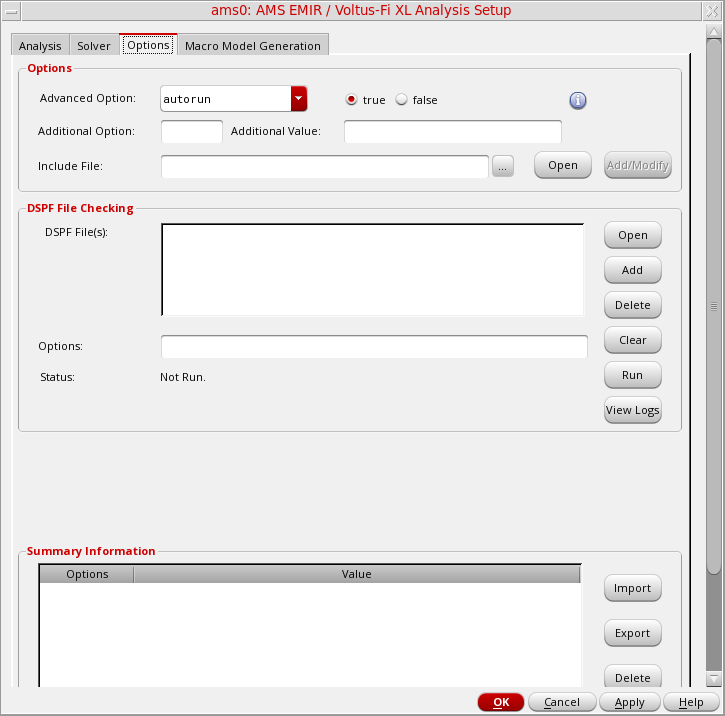 ams0: AMS EMIR / Voltus-Fi XL Analysis Setup
Analysis Solver Options Macro Model Generation
Options
Advanced Option: autorun true false
Additional Option: Additional Value:
Include File: ... Open Add/Modify
DSPF File Checking
DSPF File(s): Open
Add
Delete
Options: Clear
Status: Not Run. Run
View Logs
Summary Information
Options Value
Import
Export
Delete
OK Cancel Apply Help